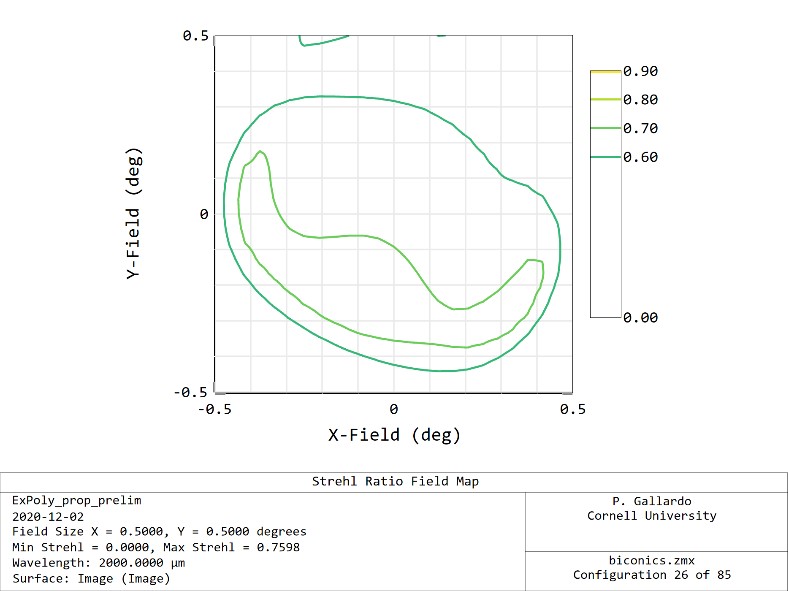 0.5
0
-0.5
Y-Field (deg)
-0.5 0 0.5
X-Field (deg)
0.90
0.80
0.70
0.60
0.00
Strehl Ratio Field Map
ExPoly_prop_prelim
2020-12-02
Field Size X = 0.5000, Y = 0.5000 degrees
Min Strehl = 0.0000, Max Strehl = 0.7598
Wavelength: 2000.0000 µm
Surface: Image (Image)
P. Gallardo
Cornell University
biconics.zmx
Configuration 26 of 85